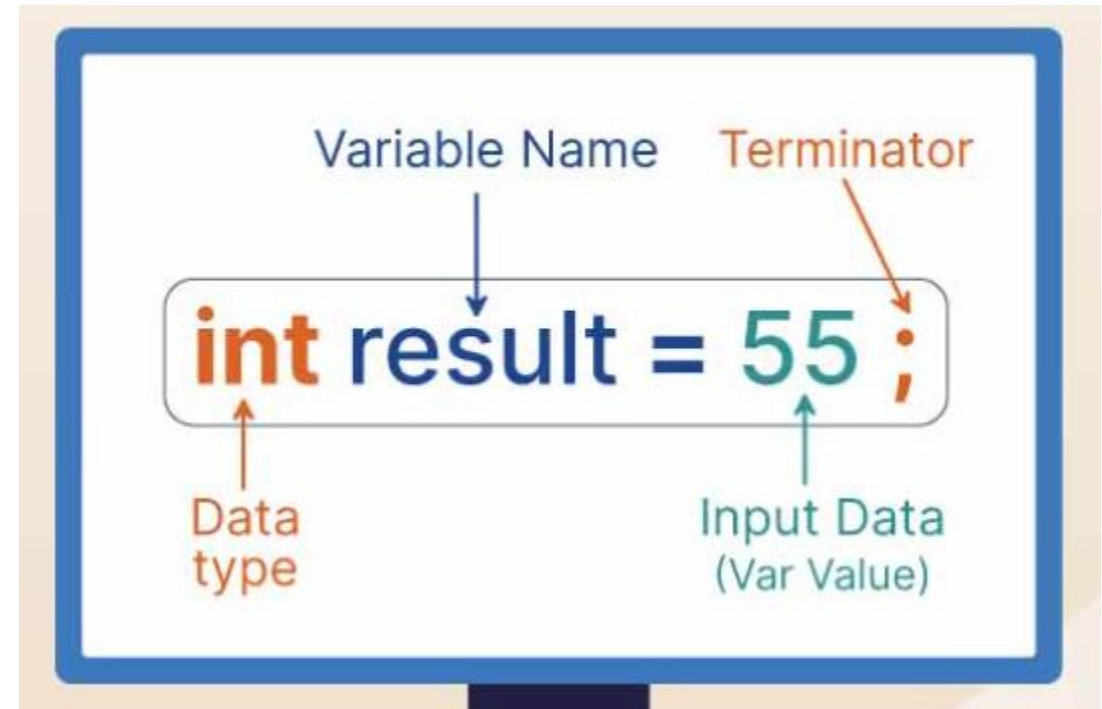 Variable Name Terminator
int result = 55 ;
Data
type
Input Data
(Var Value)